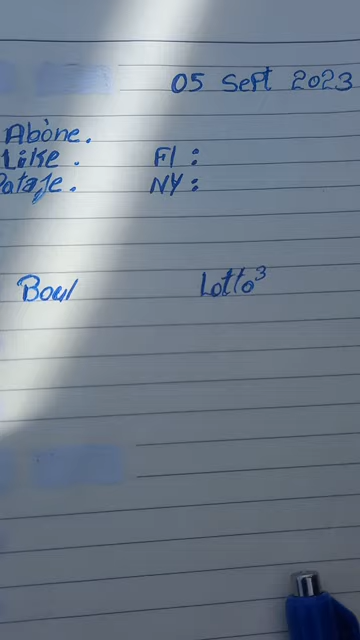 05 Sept 2023
Abòne.
Like. Fl :
Pataje. NY :
Boul Lotto³